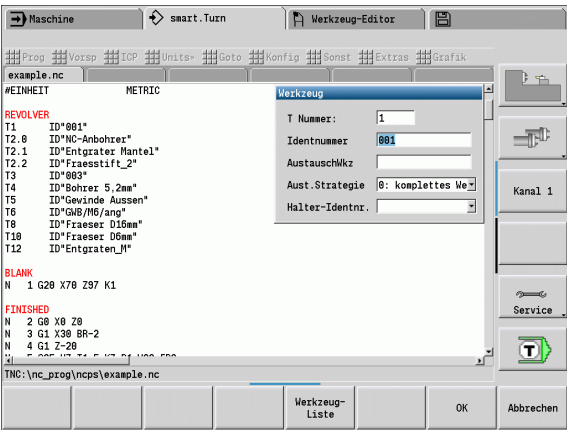 Maschine smart.Turn Werkzeug-Editor
Prog Vorsp ICP Units» Goto Konfig Sonst Extras Grafik
example.nc
#EINHEIT METRIC
REVOLVER
T1 ID"001"
T2.0 ID"NC-Anbohrer"
T2.1 ID"Entgrater Mantel"
T2.2 ID"Fraesstift_2"
T3 ID"003"
T4 ID"Bohrer 5,2mm"
T5 ID"Gewinde Aussen"
T6 ID"GWB/M6/ang"
T8 ID"Fraeser D16mm"
T10 ID"Fraeser D6mm"
T12 ID"Entgraten_M"
BLANK
N 1 G20 X70 Z97 K1
FINISHED
N 2 G0 X0 Z0
N 3 G1 X30 BR-2
N 4 G1 Z-20
TNC:\nc_prog\ncps\example.nc
Werkzeug
T Nummer: 1
Identnummer 001
AustauschWkz
Aust.Strategie 0: komplettes We
Halter-Identnr.
Kanal 1
Service
T
Werkzeug-
Liste
OK
Abbrechen